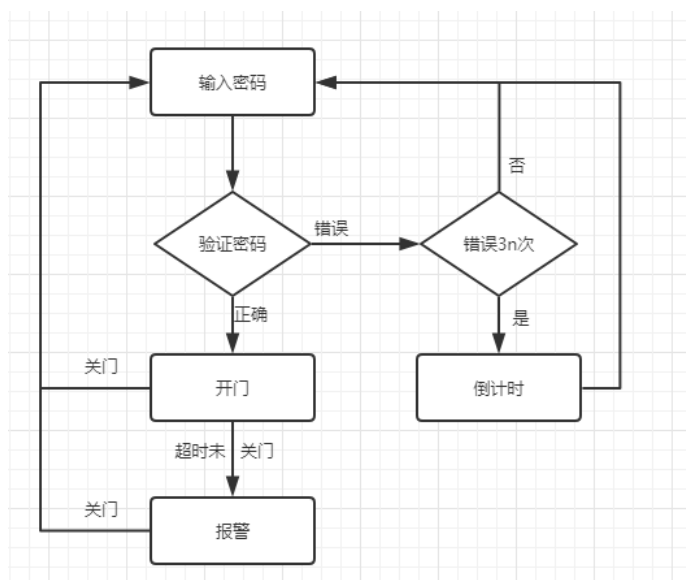 输入密码
否
错误
验证密码
错误3n次
正确
是
关门
开门
倒计时
超时未 关门
关门
报警